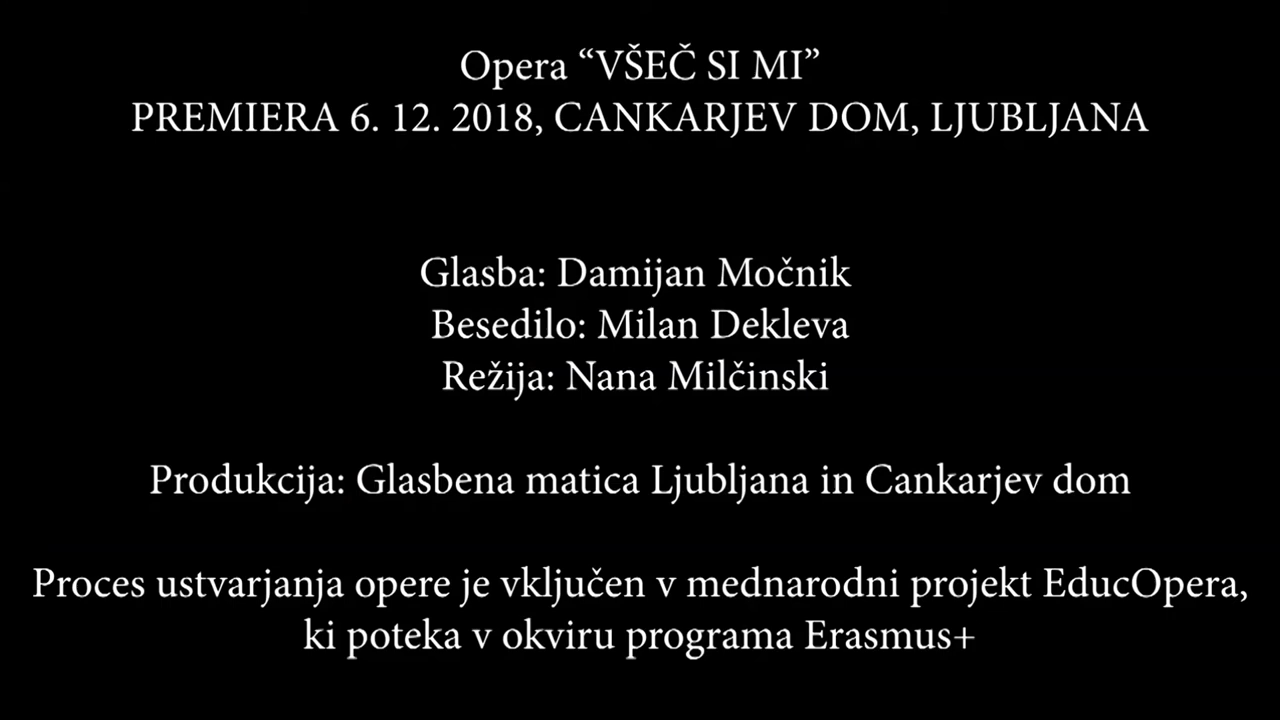 Opera “VŠEČ SI MI”
PREMIERA 6. 12. 2018, CANKARJEV DOM, LJUBLJANA
Glasba: Damijan Močnik
Besedilo: Milan Dekleva
Režija: Nana Milčinski
Produkcija: Glasbena matica Ljubljana in Cankarjev dom
Proces ustvarjanja opere je vključen v mednarodni projekt EducOpera,
ki poteka v okviru programa Erasmus+